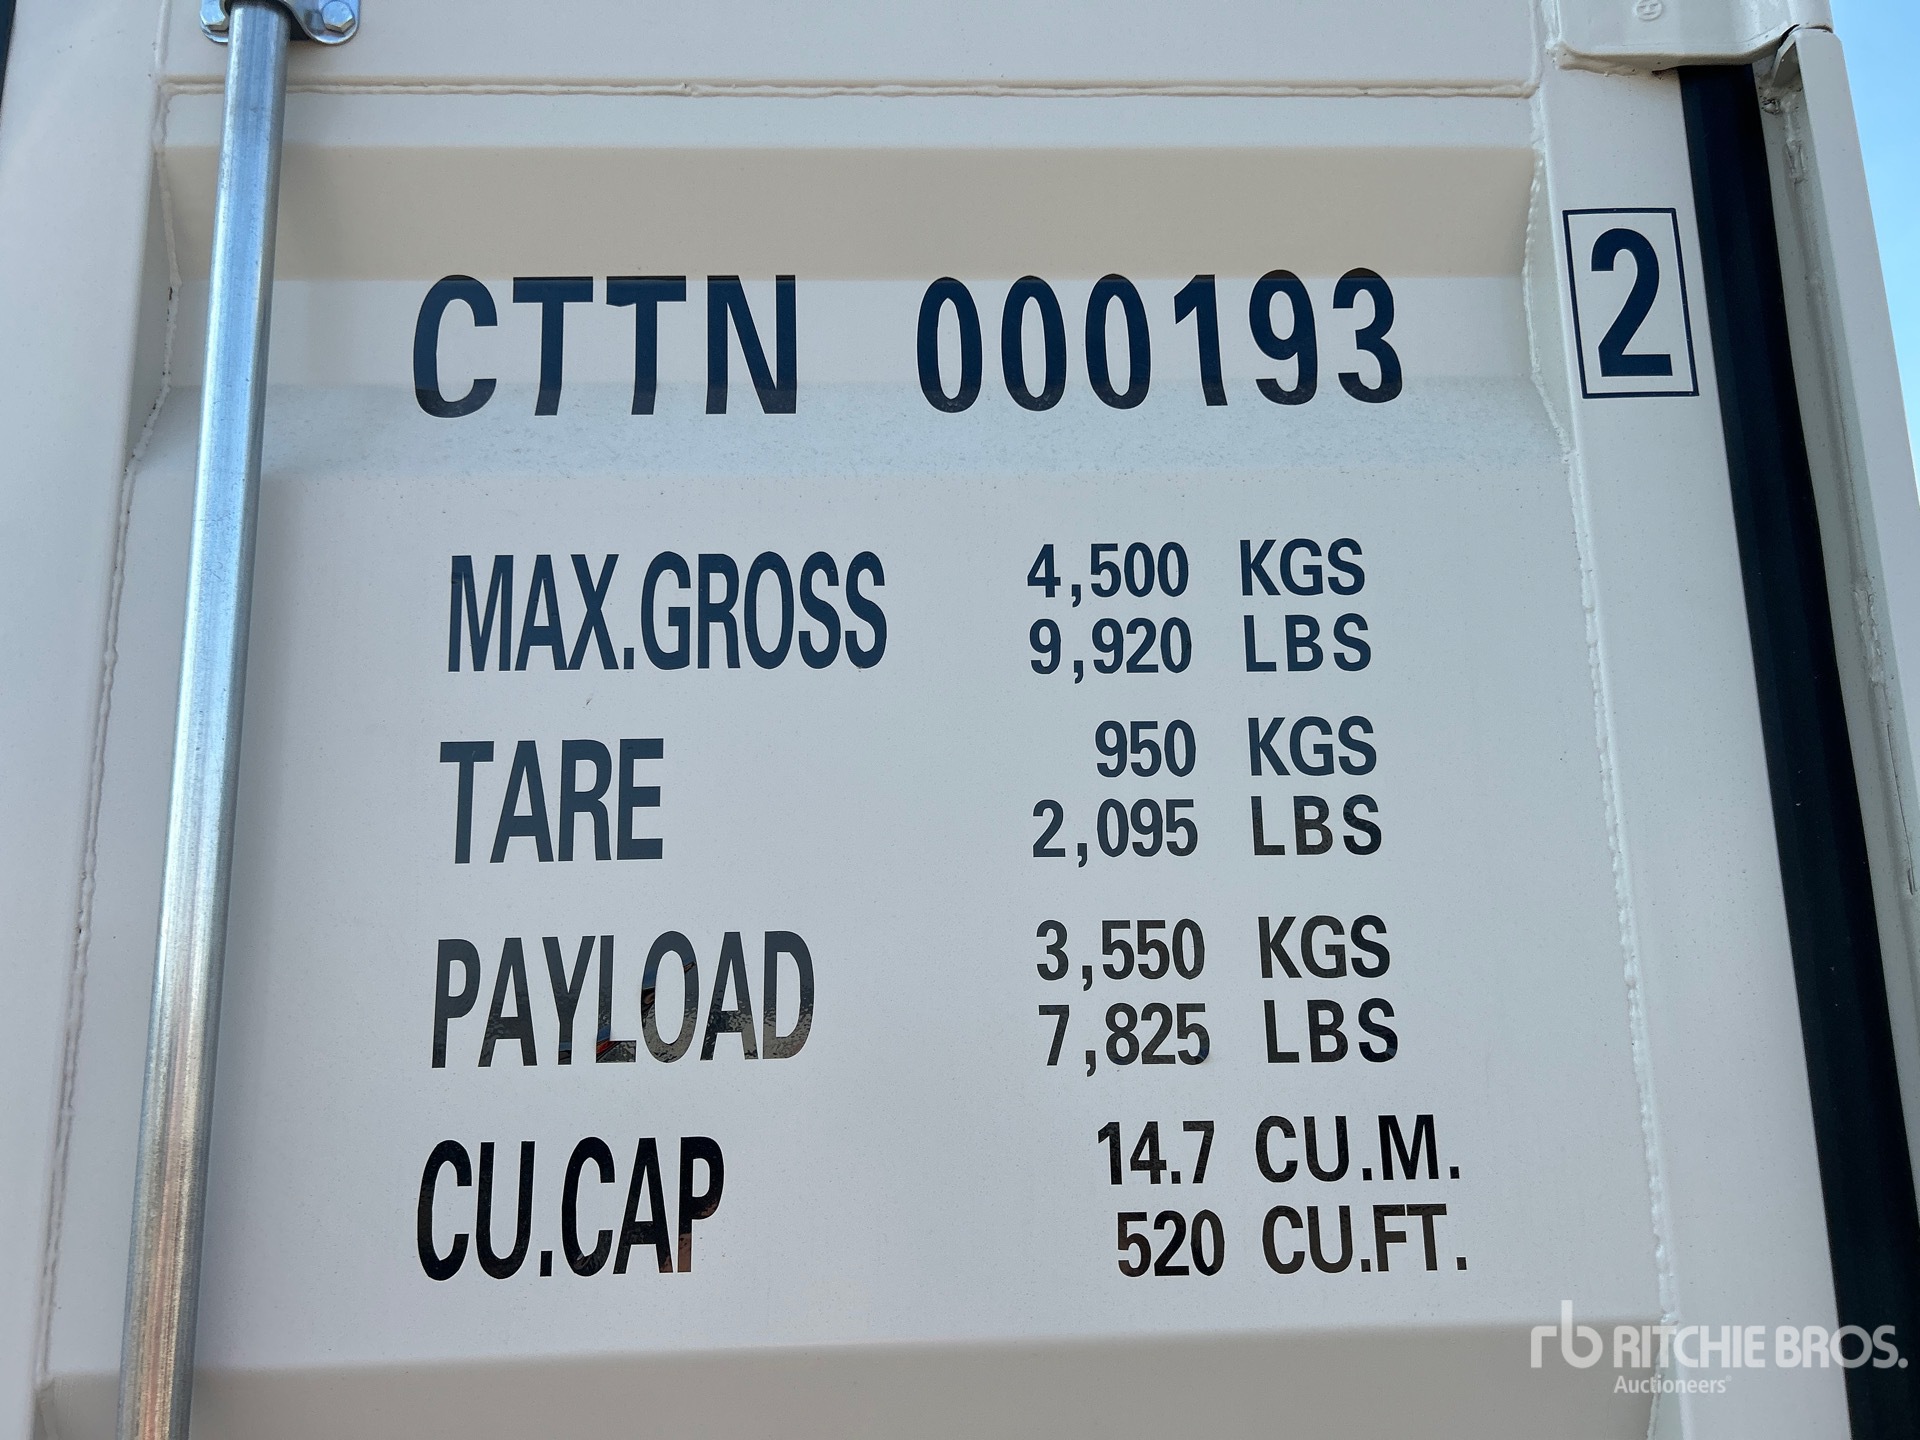 CTTN 000193 2
MAX.GROSS 4,500 KGS
9,920 LBS
TARE 950 KGS
2,095 LBS
PAYLOAD 3,550 KGS
7,825 LBS
CU.CAP 14.7 CU.M.
520 CU.FT.
rb RITCHIE BROS.
Auctioneers